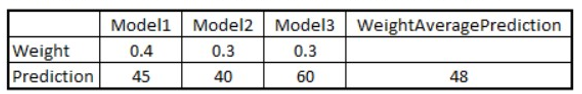 Model1 Model2 Model3 WeightAveragePrediction
Weight 0.4 0.3 0.3
Prediction 45 40 60 48